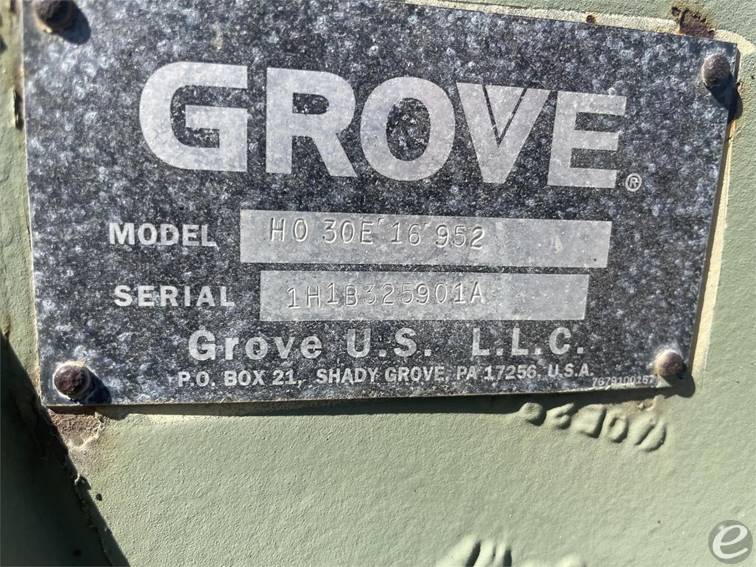 GROVE®
MODEL HO 30E 16 952
SERIAL 1H1B325901A
Grove U.S. L.L.C.
P.O. BOX 21, SHADY GROVE, PA 17256, U.S.A.
e